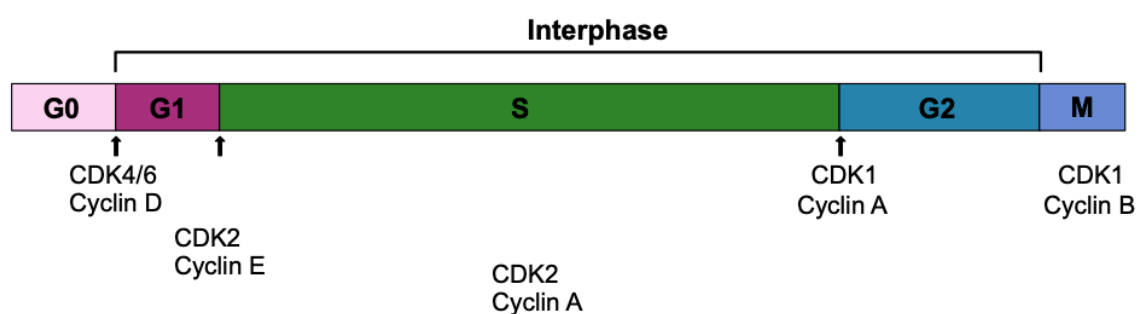 Interphase
G0 G1 S G2 M
CDK4/6
Cyclin D
CDK2
Cyclin E
CDK2
Cyclin A
CDK1
Cyclin A
CDK1
Cyclin B